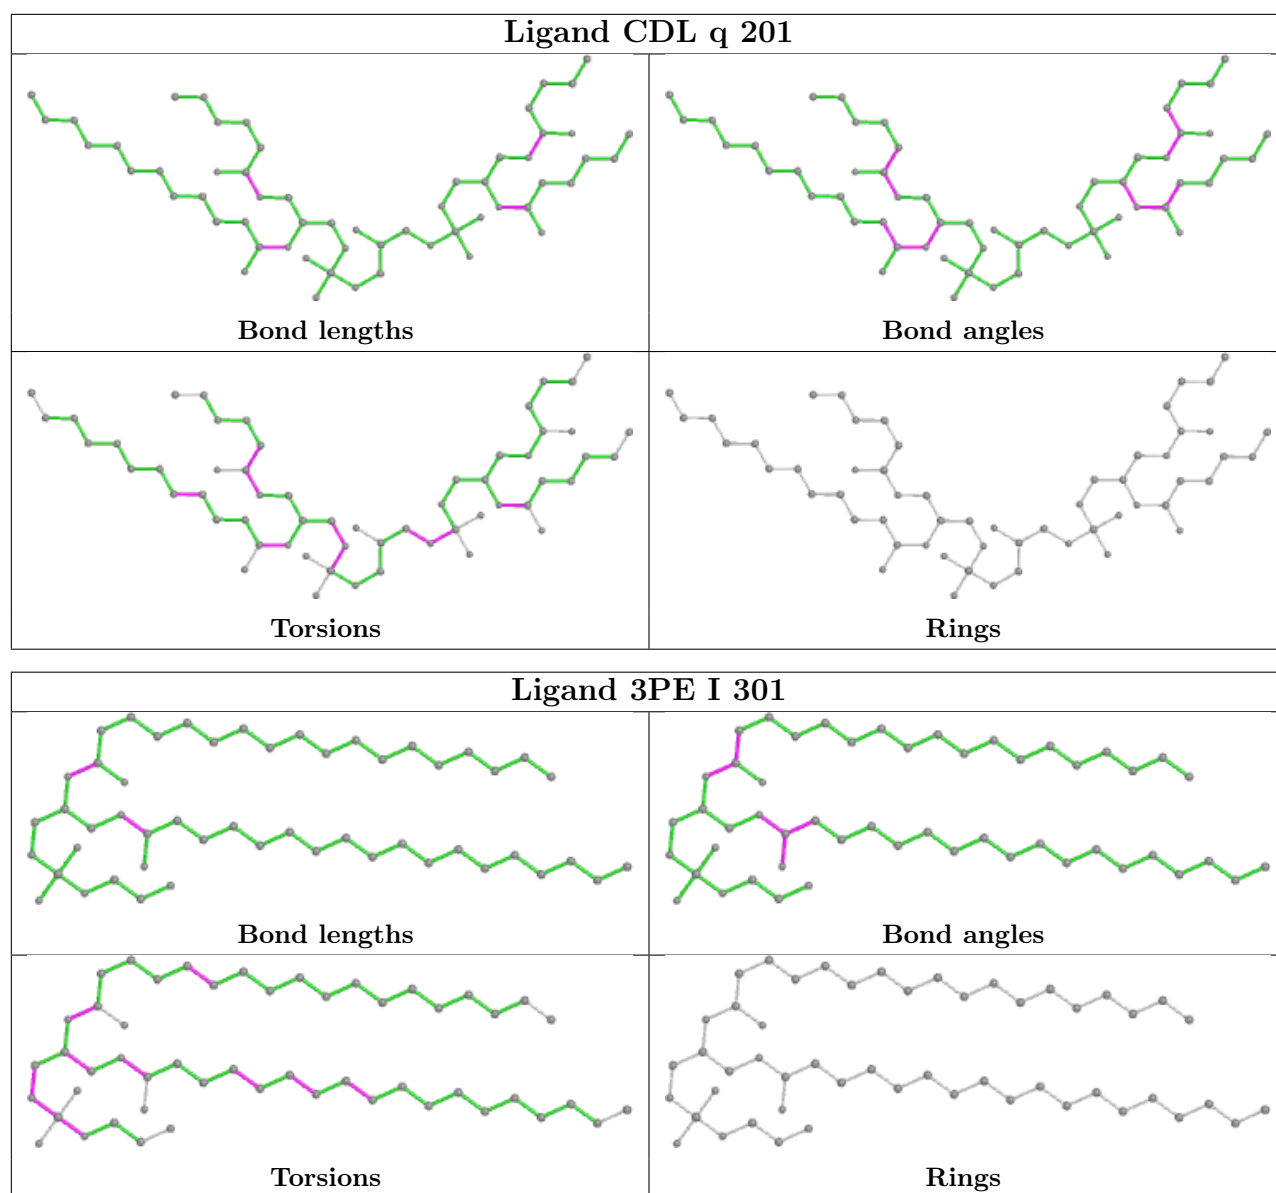 Ligand CDL q 201
Bond lengths
Bond angles
Torsions
Rings
Ligand 3PE I 301
Bond lengths
Bond angles
Torsions
Rings